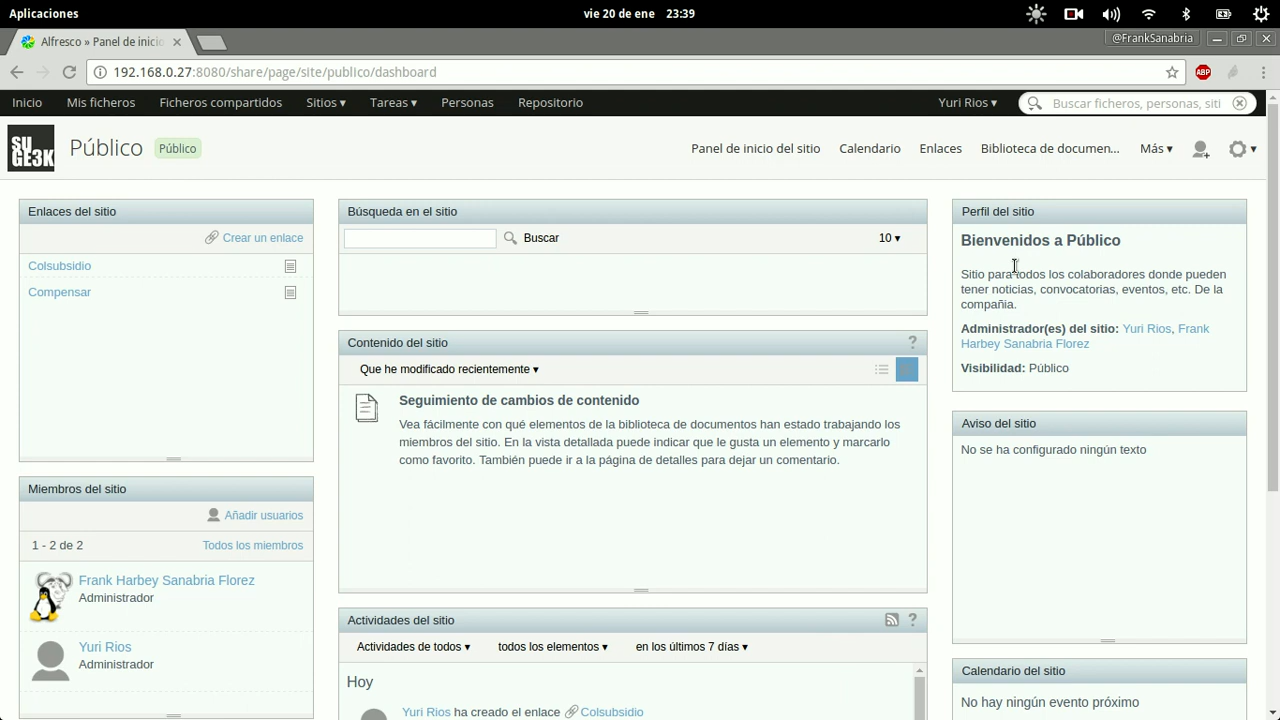 Aplicaciones vie 20 de ene 23:39
Alfresco » Panel de inicio @FrankSanabria
192.168.0.27:8080/share/page/site/publico/dashboard ABP
Inicio Mis ficheros Ficheros compartidos Sitios ▾ Tareas ▾ Personas Repositorio Yuri Rios ▾ Buscar ficheros, personas, siti
SU GE3K Público Público Panel de inicio del sitio Calendario Enlaces Biblioteca de documen... Más ▾
Enlaces del sitio
Crear un enlace
Colsubsidio
Compensar
Miembros del sitio
Añadir usuarios
1 - 2 de 2 Todos los miembros
Frank Harbey Sanabria Florez
Administrador
Yuri Rios
Administrador
Búsqueda en el sitio
Buscar 10 ▾
Contenido del sitio ?
Que he modificado recientemente ▾
Seguimiento de cambios de contenido
Vea fácilmente con qué elementos de la biblioteca de documentos han estado trabajando los
miembros del sitio. En la vista detallada puede indicar que le gusta un elemento y marcarlo
como favorito. También puede ir a la página de detalles para dejar un comentario.
Actividades del sitio ?
Actividades de todos ▾ todos los elementos ▾ en los últimos 7 días ▾
Hoy
Yuri Rios ha creado el enlace Colsubsidio
Perfil del sitio
Bienvenidos a Público
Sitio para todos los colaboradores donde pueden
tener noticias, convocatorias, eventos, etc. De la
compañia.
Administrador(es) del sitio: Yuri Rios, Frank
Harbey Sanabria Florez
Visibilidad: Público
Aviso del sitio
No se ha configurado ningún texto
Calendario del sitio
No hay ningún evento próximo